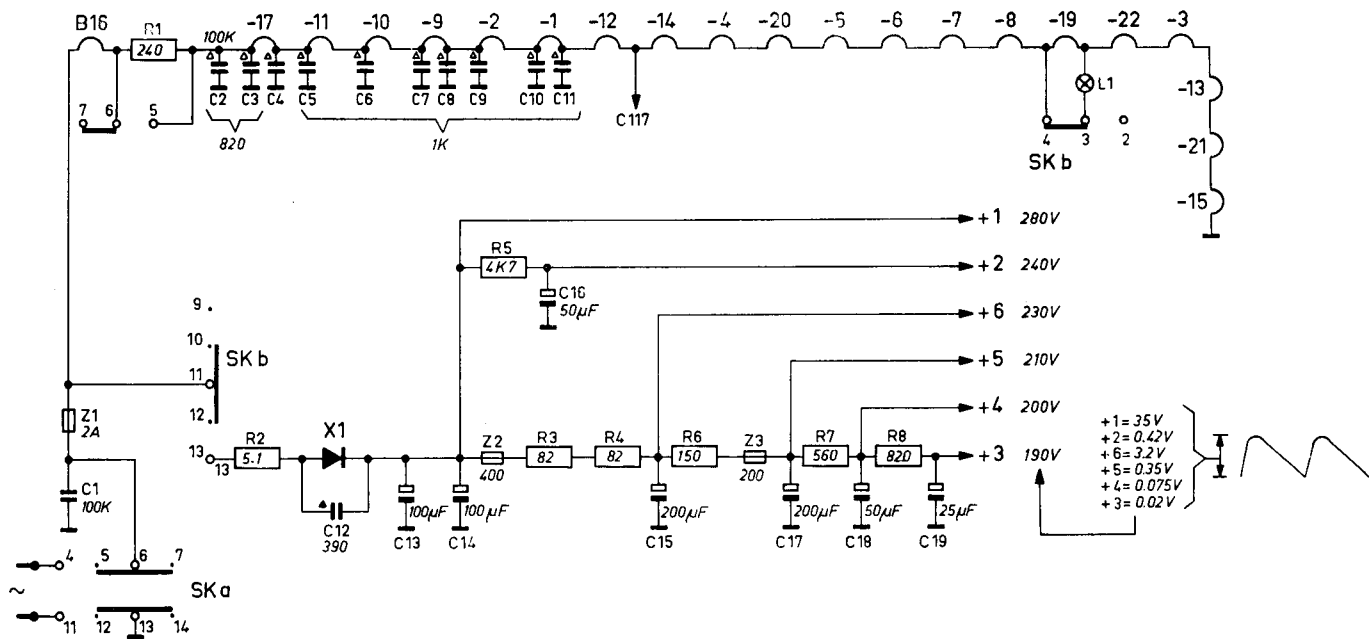 B16 R1 -17 -11 -10 -9 -2 -1 -12 -14 -4 -20 -5 -6 -7 -8 -19 -22 -3
240 100K
C2 C3 C4 C5 C6 C7 C8 C9 C10 C11
L1 -13
7 6 5
820 1K
C117
4 3 2
SK b
-21
-15
+1 280V
R5
4K7
+2 240V
C16
50µF
9
+6 230V
10
SK b
11
+5 210V
12
Z1
2A
+4 200V
13
13
R2
5.1
X1
Z2
400
R3
82
R4
82
R6
150
Z3
200
R7
560
R8
820
+3 190V
+1 = 35V
+2 = 0.42V
+6 = 3.2V
+5 = 0.35V
+4 = 0.075V
+3 = 0.02V
C1
100K
C12
390
100µF
C13
100µF
C14
200µF
C15
200µF
C17
50µF
C18
25µF
C19
4 5 6 7
SK a
~
11 12 13 14